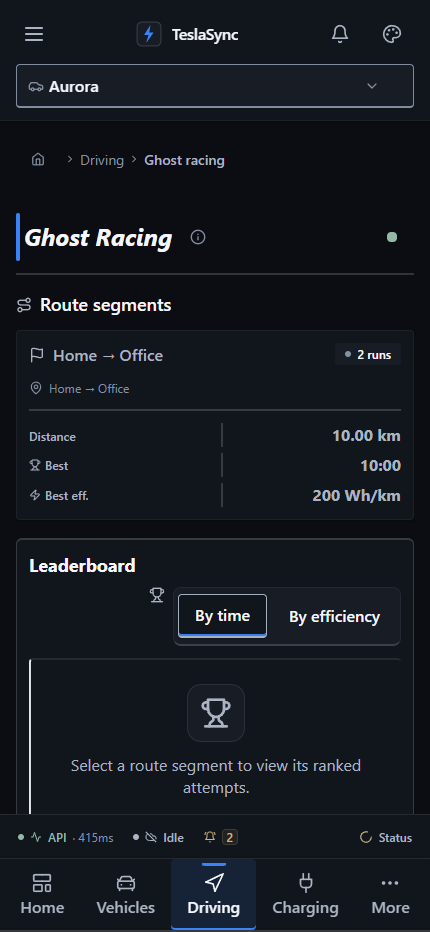 TeslaSync
Aurora
Driving
Ghost racing
Ghost Racing
Route segments
Home → Office
2 runs
Home → Office
Distance
10.00 km
Best
10:00
Best eff.
200 Wh/km
Leaderboard
By time
By efficiency
Select a route segment to view its ranked
attempts.
API · 415ms
Idle
2
Status
Home
Vehicles
Driving
Charging
More